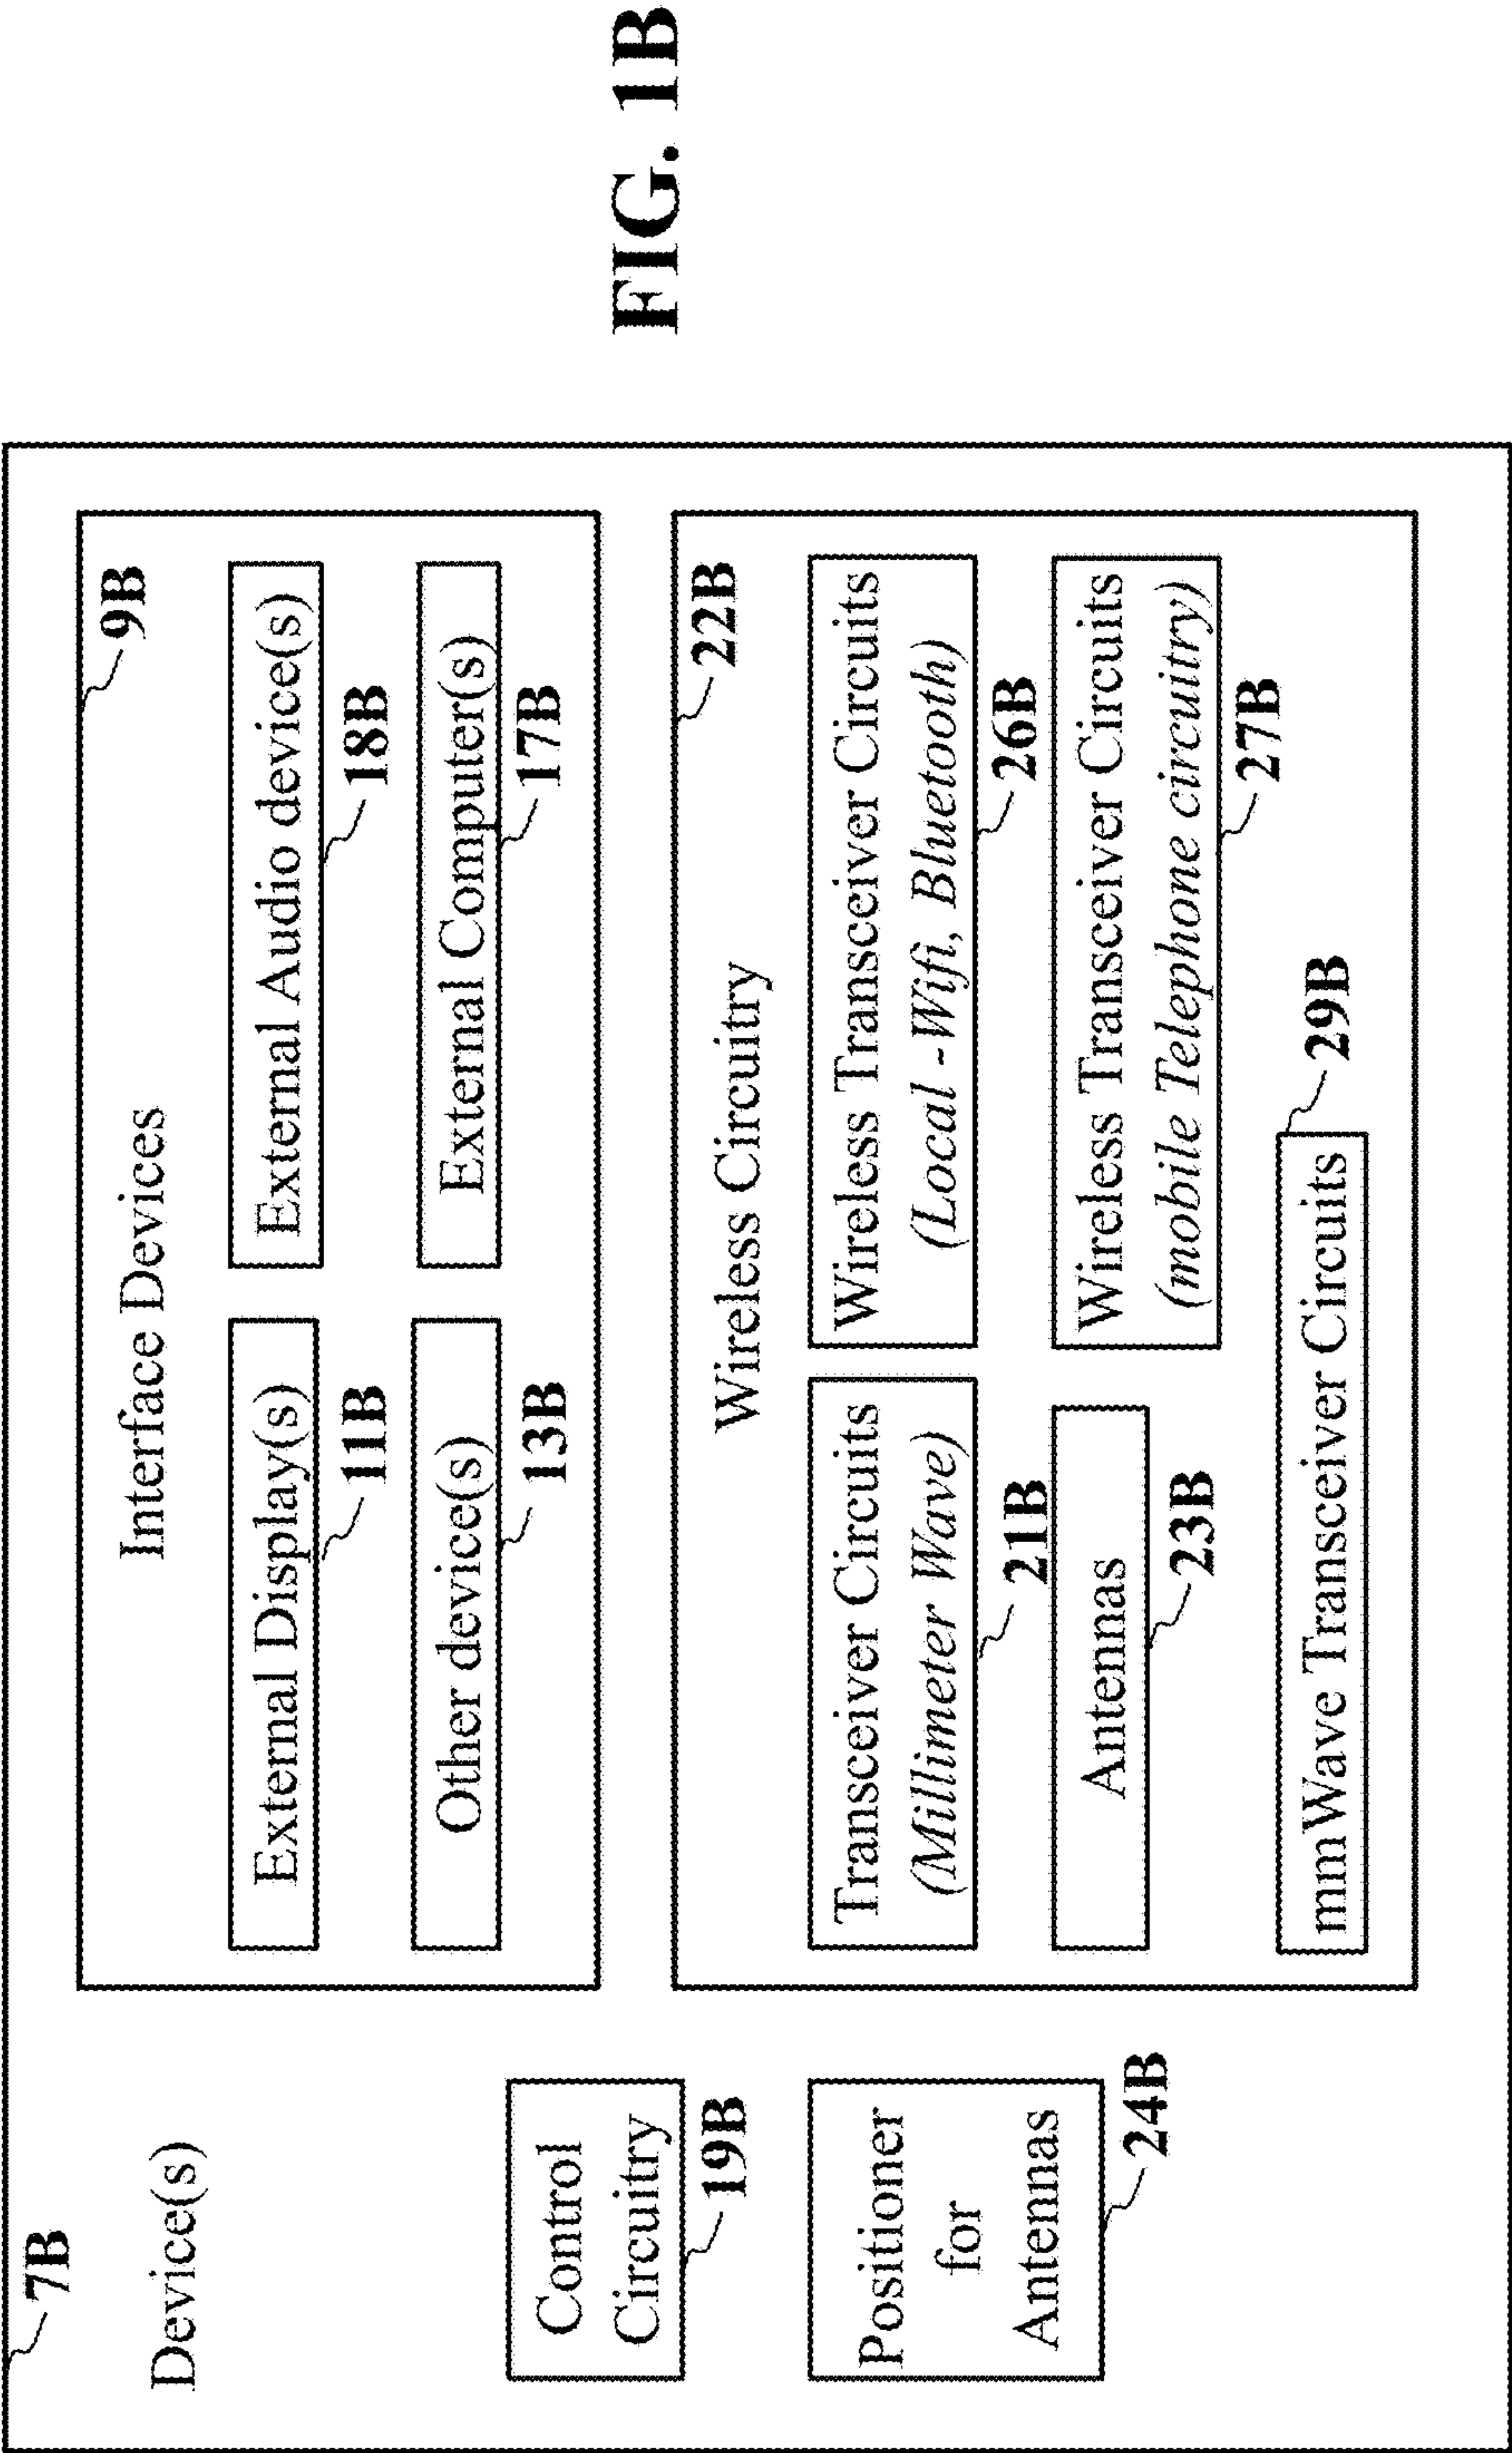 7B
Device(s)
Control
Circuitry
19B
Positioner
for
Antennas
24B
9B
Interface Devices
External Display(s)
11B
External Audio device(s)
18B
Other device(s)
13B
External Computer(s)
17B
22B
Wireless Circuitry
Transceiver Circuits
(Millimeter Wave)
21B
Wireless Transceiver Circuits
(Local -Wifi, Bluetooth)
26B
Antennas
23B
Wireless Transceiver Circuits
(mobile Telephone circuitry)
27B
mmWave Transceiver Circuits
29B
FIG. 1B